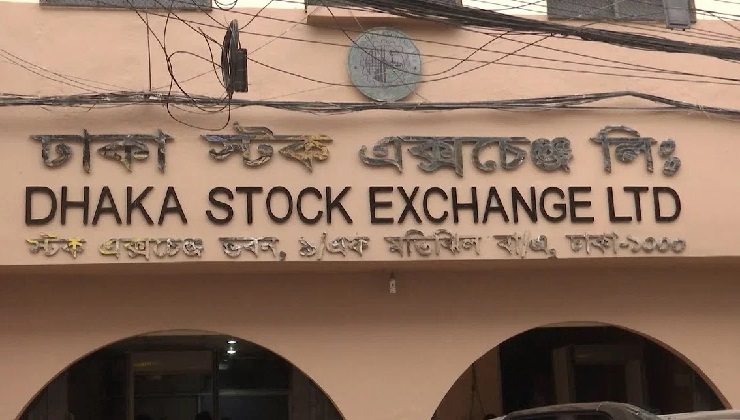 ঢাকা স্টক এক্সচেঞ্জ লিঃ
DHAKA STOCK EXCHANGE LTD
স্টক এক্সচেঞ্জ ভবন, ৯/এফ মতিঝিল বা/এ, ঢাকা-১০০০